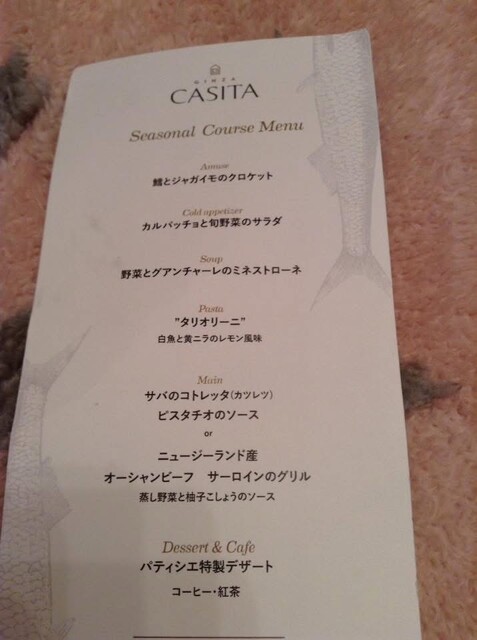 GINZA
CASITA
Seasonal Course Menu
Amuse
鱈とジャガイモのクロケット
Cold appetizer
カルパッチョと旬野菜のサラダ
Soup
野菜とグアンチャーレのミネストローネ
Pasta
"タリオリーニ"
白魚と黄ニラのレモン風味
Main
サバのコトレッタ(カツレツ)
ピスタチオのソース
or
ニュージーランド産
オーシャンビーフ サーロインのグリル
蒸し野菜と柚子こしょうのソース
Dessert & Cafe
パティシエ特製デザート
コーヒー・紅茶